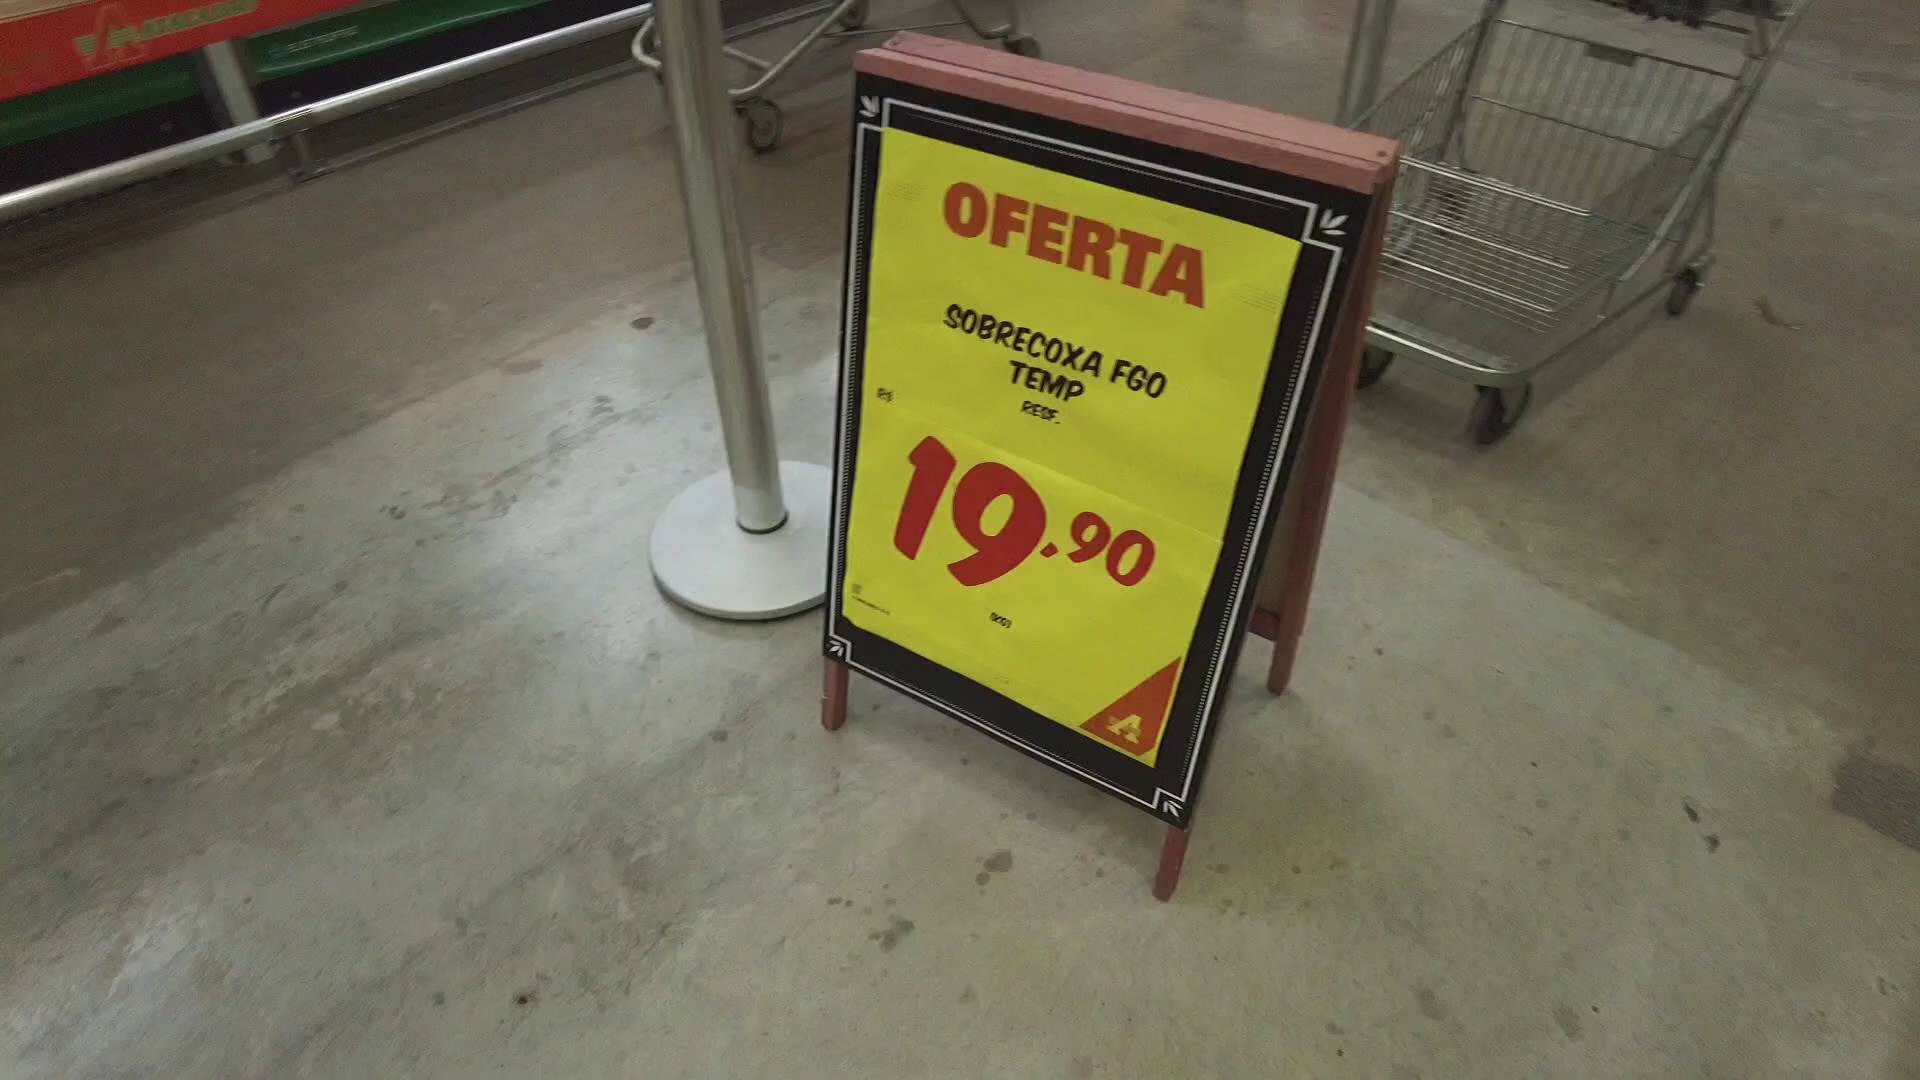 OFERTA
SOBRECOXA FGO
TEMP
RESF.
R$
19.90
A